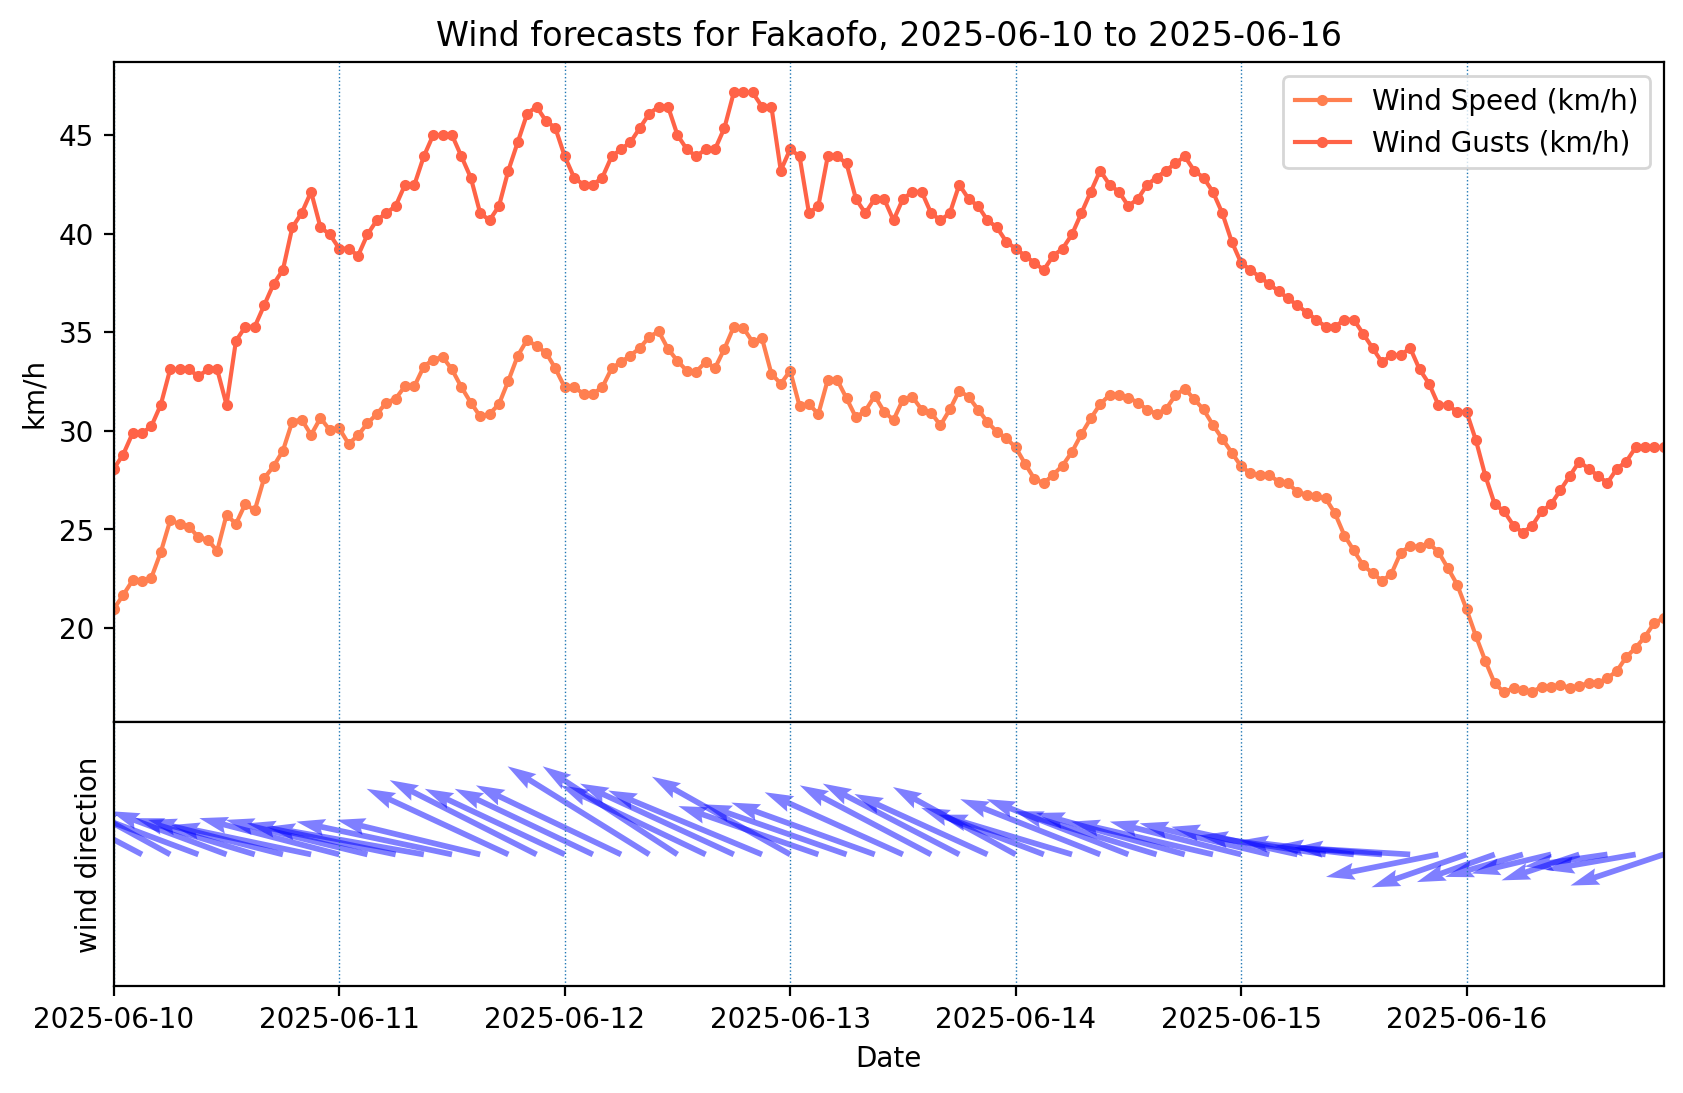 Wind forecasts for Fakaofo, 2025-06-10 to 2025-06-16
Wind Speed (km/h)
Wind Gusts (km/h)
45
40
35
30
25
20
km/h
wind direction
2025-06-10
2025-06-11
2025-06-12
2025-06-13
2025-06-14
2025-06-15
2025-06-16
Date